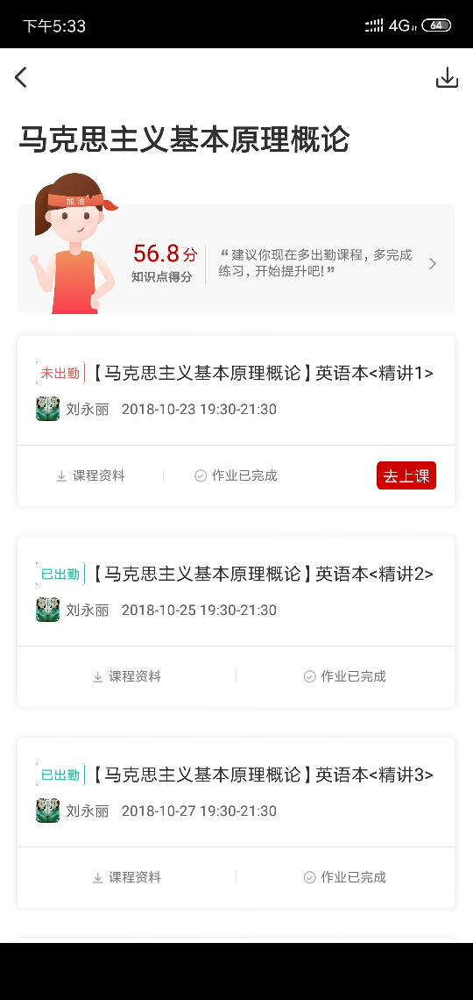 下午5:33
4G
64
马克思主义基本原理概论
加油
56.8分
知识点得分
“建议你现在多出勤课程，多完成
练习，开始提升吧!”
未出勤【马克思主义基本原理概论】英语本<精讲1>
刘永丽 2018-10-23 19:30-21:30
课程资料 作业已完成 去上课
已出勤【马克思主义基本原理概论】英语本<精讲2>
刘永丽 2018-10-25 19:30-21:30
课程资料 作业已完成
已出勤【马克思主义基本原理概论】英语本<精讲3>
刘永丽 2018-10-27 19:30-21:30
课程资料 作业已完成